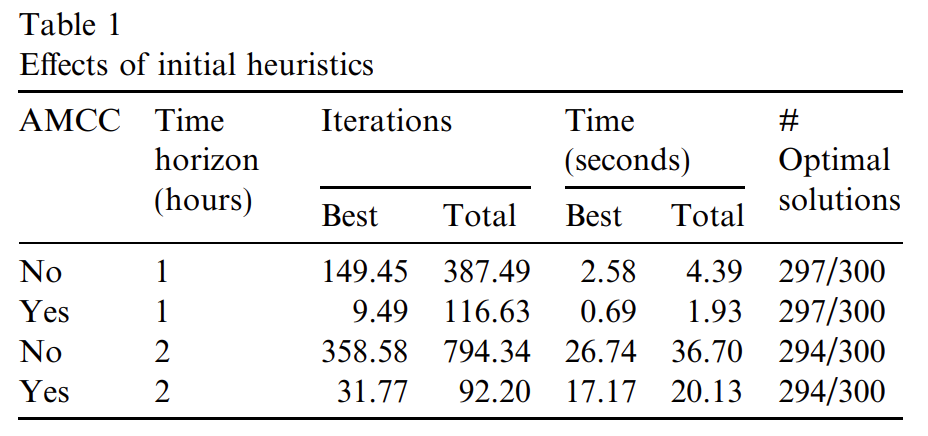 Table 1
Effects of initial heuristics
AMCC Time Iterations Time #
horizon (seconds) Optimal
(hours) Best Total Best Total solutions
No 1 149.45 387.49 2.58 4.39 297/300
Yes 1 9.49 116.63 0.69 1.93 297/300
No 2 358.58 794.34 26.74 36.70 294/300
Yes 2 31.77 92.20 17.17 20.13 294/300